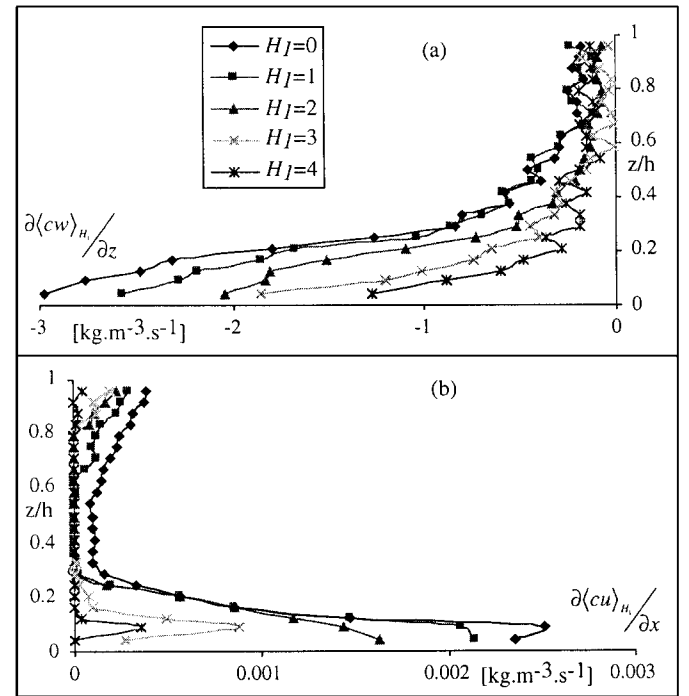 (a)
H1=0
H1=1
H1=2
H1=3
H1=4
1
0.8
0.6
z/h
0.4
0.2
0
∂⟨cw⟩H₁/∂z
-3 -2 -1 0
[kg.m-3.s-1]
(b)
1
0.8
0.6
z/h
0.4
0.2
0
∂⟨cu⟩H₁/∂x
0 0.001 0.002 0.003
[kg.m-3.s-1]